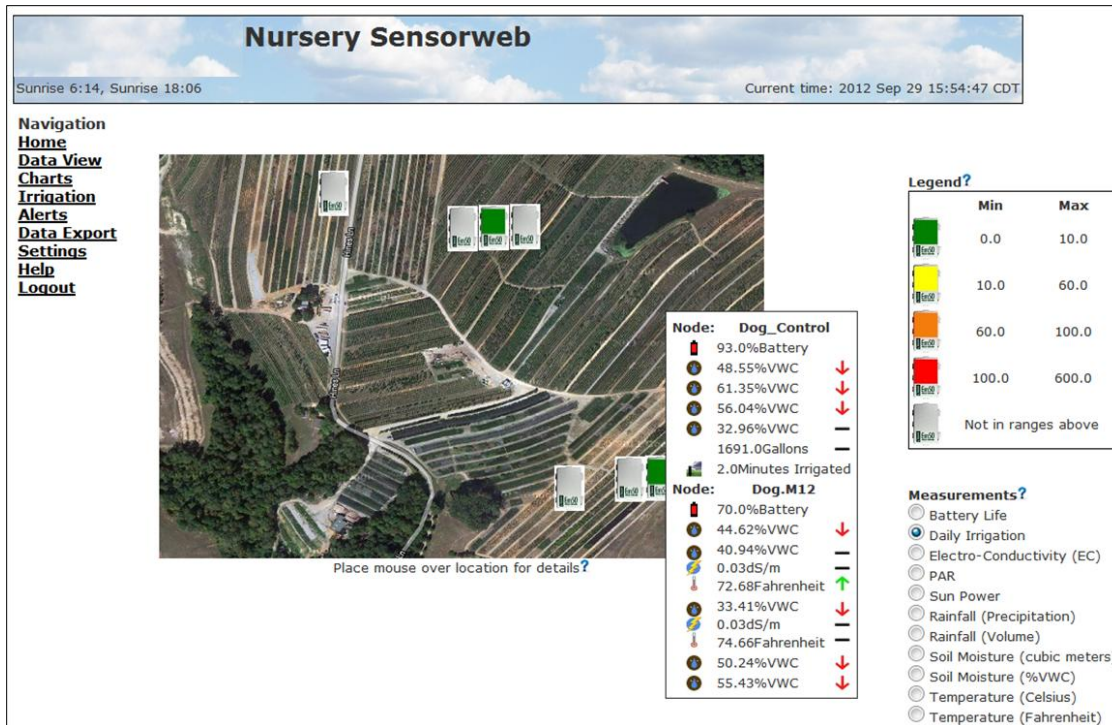 Nursery Sensorweb
Sunrise 6:14, Sunrise 18:06
Current time: 2012 Sep 29 15:54:47 CDT
Navigation
Home
Data View
Charts
Irrigation
Alerts
Data Export
Settings
Help
Logout
Place mouse over location for details?
Node: Dog_Control
93.0%Battery
48.55%VWC
61.35%VWC
56.04%VWC
32.96%VWC
1691.0Gallons
2.0Minutes Irrigated
Node: Dog.M12
70.0%Battery
44.62%VWC
40.94%VWC
0.03dS/m
72.68Fahrenheit
33.41%VWC
0.03dS/m
74.66Fahrenheit
50.24%VWC
55.43%VWC
Legend?
Min Max
0.0 10.0
10.0 60.0
60.0 100.0
100.0 600.0
Not in ranges above
Measurements?
Battery Life
Daily Irrigation
Electro-Conductivity (EC)
PAR
Sun Power
Rainfall (Precipitation)
Rainfall (Volume)
Soil Moisture (cubic meters)
Soil Moisture (%VWC)
Temperature (Celsius)
Temperature (Fahrenheit)